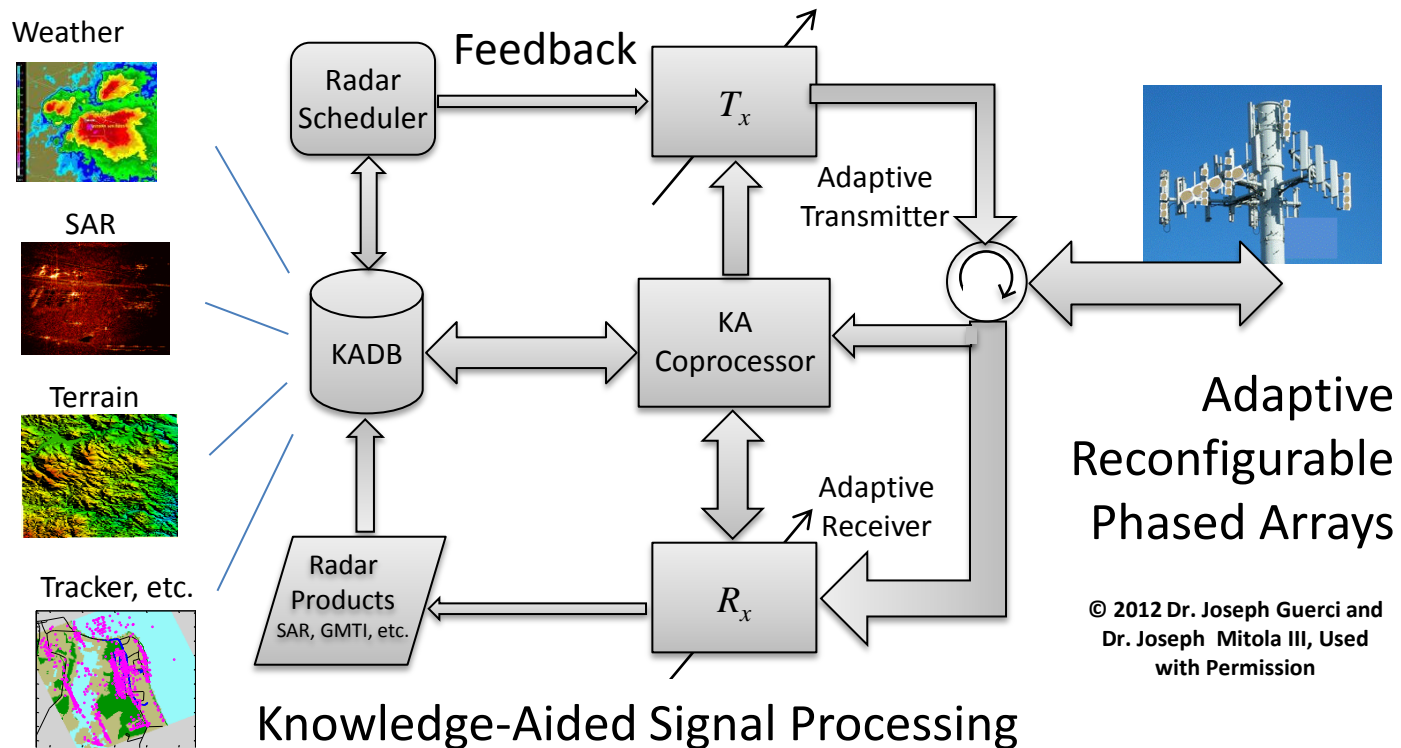 Weather
SAR
Terrain
Tracker, etc.
Feedback
Radar
Scheduler
Tx
Adaptive
Transmitter
KADB
KA
Coprocessor
Adaptive
Receiver
Radar
Products
SAR, GMTI, etc.
Rx
Adaptive
Reconfigurable
Phased Arrays
© 2012 Dr. Joseph Guerci and
Dr. Joseph Mitola III, Used
with Permission
Knowledge-Aided Signal Processing